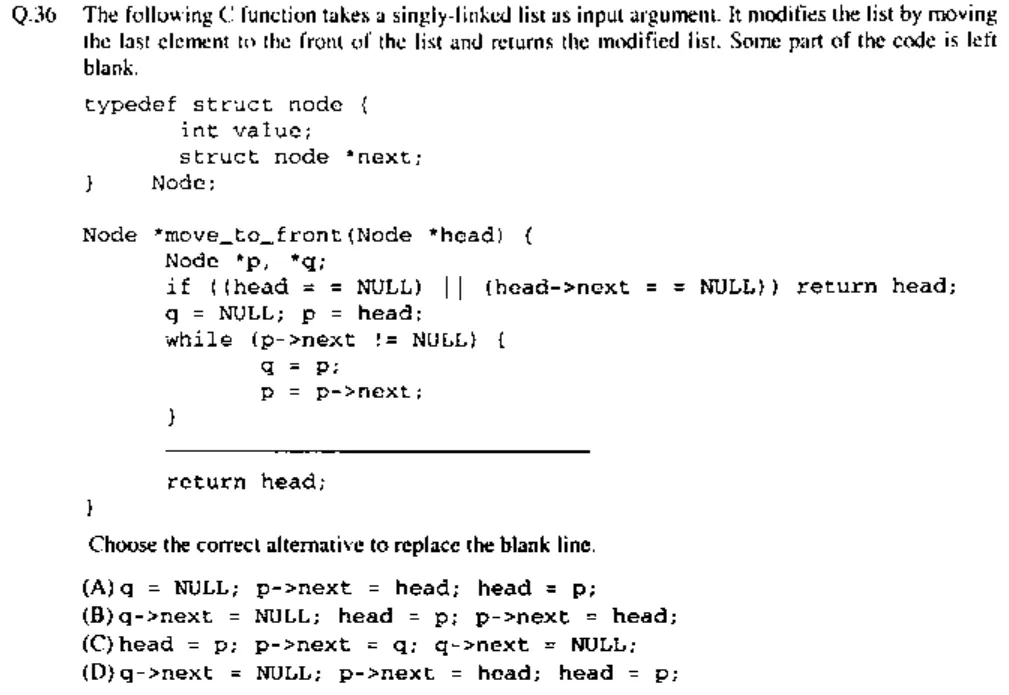 Q.36 The following C function takes a singly-linked list as input argument. It modifies the list by moving
the last element to the front of the list and returns the modified list. Some part of the code is left
blank.
typedef struct node {
int value;
struct node *next;
} Node;
Node *move_to_front(Node *head) {
Node *p, *q;
if ((head = = NULL) || (head->next = = NULL)) return head;
q = NULL; p = head;
while (p->next != NULL) {
q = p;
p = p->next;
}
return head;
}
Choose the correct alternative to replace the blank line.
(A) q = NULL; p->next = head; head = p;
(B) q->next = NULL; head = p; p->next = head;
(C) head = p; p->next = q; q->next = NULL;
(D) q->next = NULL; p->next = head; head = p;